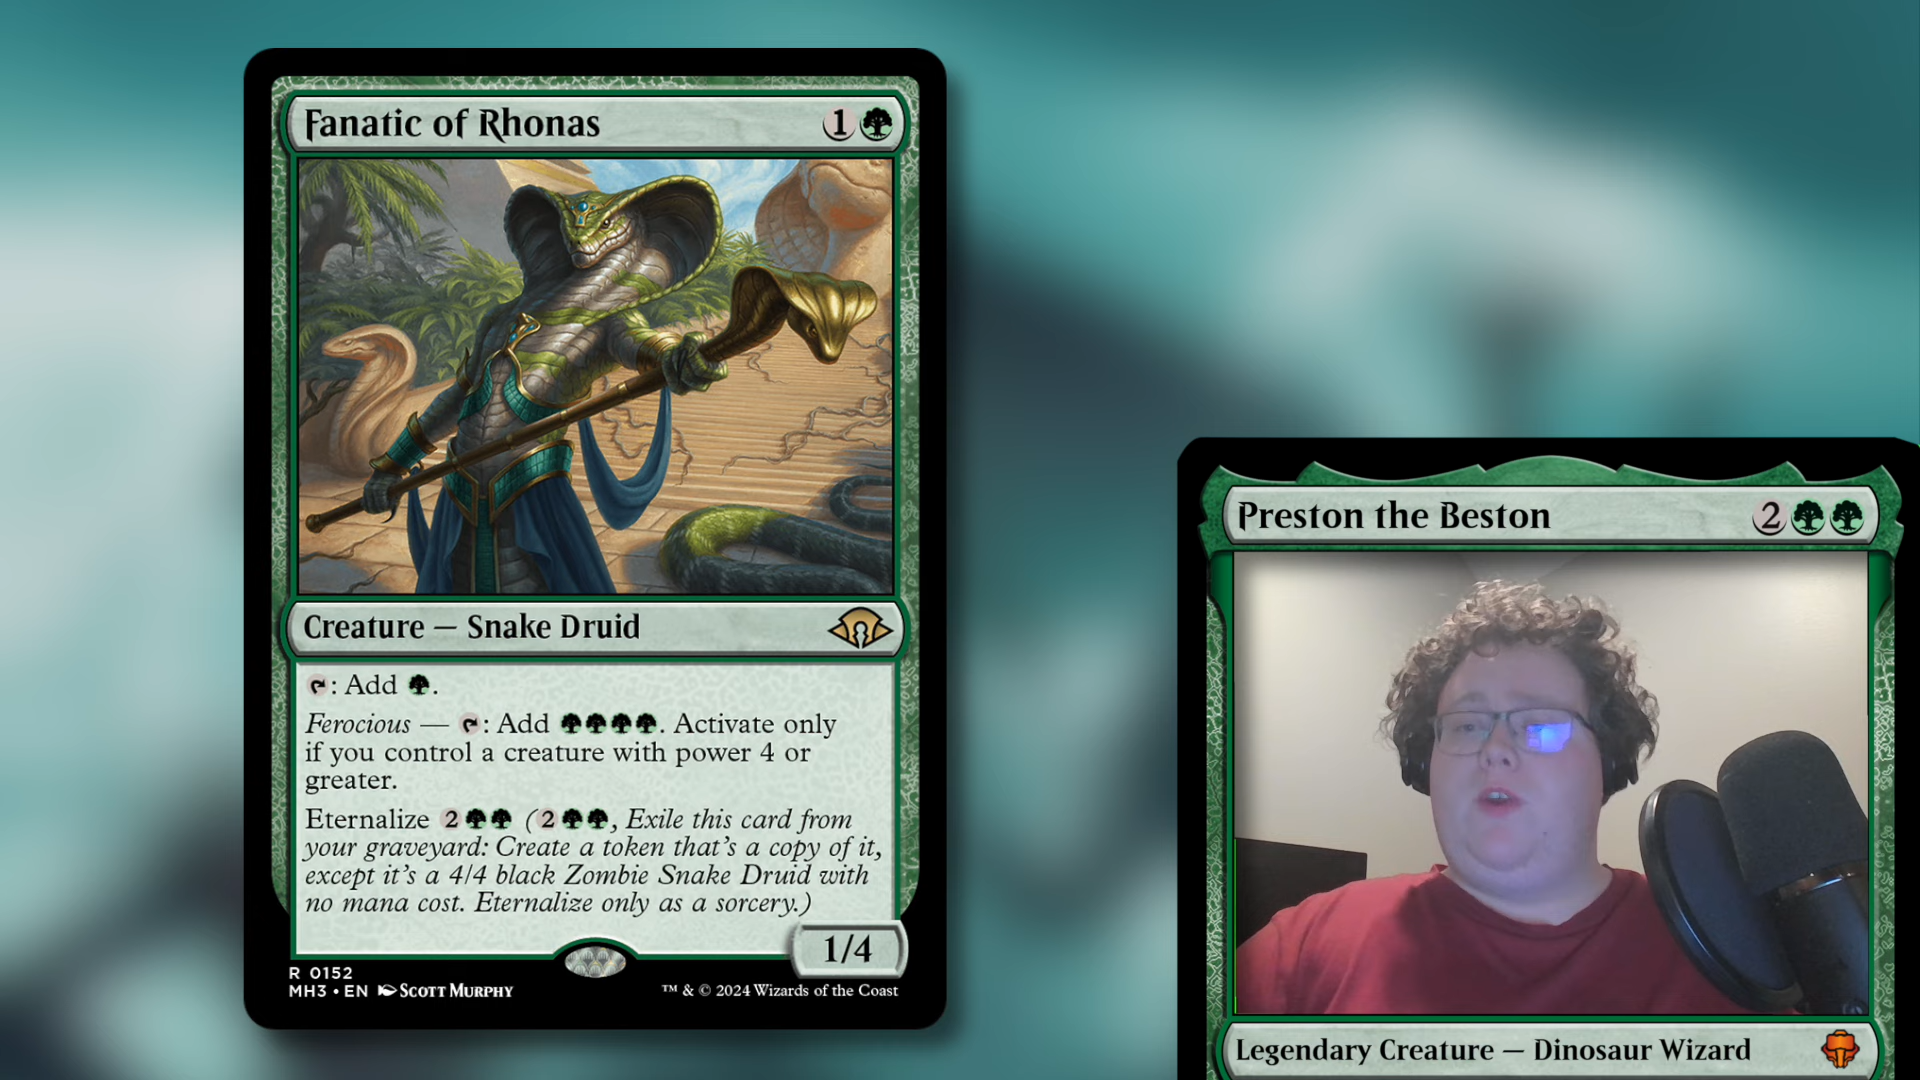 Fanatic of Rhonas 1
Creature — Snake Druid
: Add .
Ferocious — : Add . Activate only
if you control a creature with power 4 or
greater.
Eternalize 2 (2, Exile this card from
your graveyard: Create a token that's a copy of it,
except it's a 4/4 black Zombie Snake Druid with
no mana cost. Eternalize only as a sorcery.)
1/4
R 0152
MH3 • EN Scott Murphy
™ & © 2024 Wizards of the Coast
Preston the Beston 2
Legendary Creature — Dinosaur Wizard